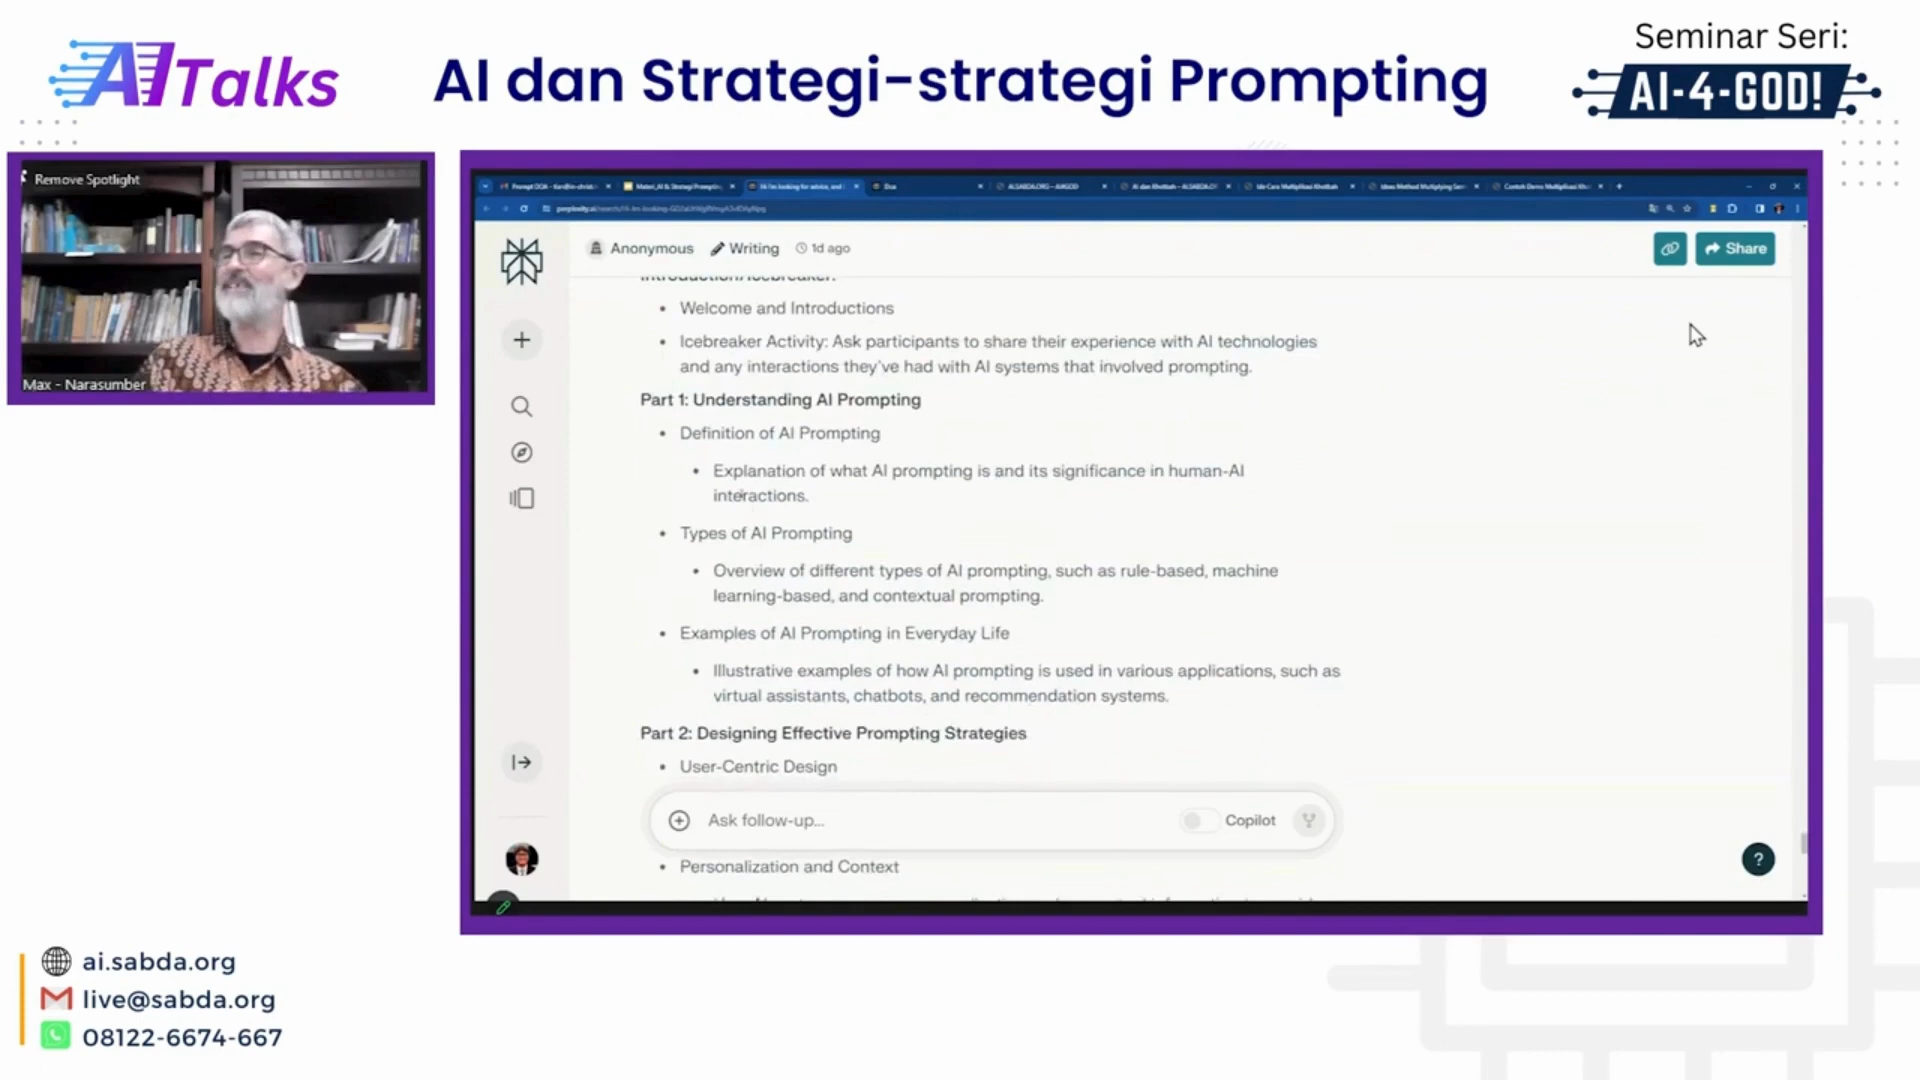 AI Talks
AI dan Strategi-strategi Prompting
Seminar Seri:
AI-4-GOD!
Remove Spotlight
Max - Narasumber
Anonymous
Writing
1d ago
Share
Introduction/Icebreaker:
Welcome and Introductions
Icebreaker Activity: Ask participants to share their experience with AI technologies
and any interactions they've had with AI systems that involved prompting.
Part 1: Understanding AI Prompting
Definition of AI Prompting
Explanation of what AI prompting is and its significance in human-AI
interactions.
Types of AI Prompting
Overview of different types of AI prompting, such as rule-based, machine
learning-based, and contextual prompting.
Examples of AI Prompting in Everyday Life
Illustrative examples of how AI prompting is used in various applications, such as
virtual assistants, chatbots, and recommendation systems.
Part 2: Designing Effective Prompting Strategies
User-Centric Design
Ask follow-up...
Copilot
Personalization and Context
?
ai.sabda.org
live@sabda.org
08122-6674-667